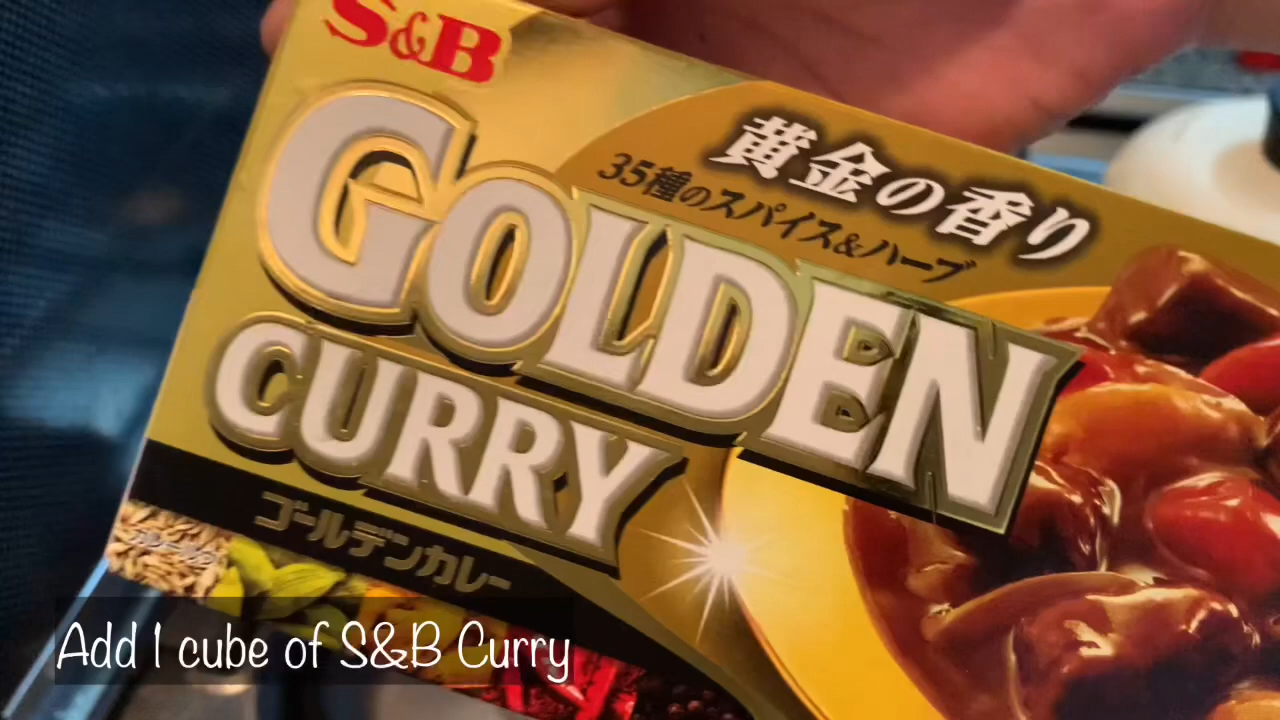 S&B
黄金の香り
35種のスパイス&ハーブ
GOLDEN
CURRY
ゴールデンカレー
Add 1 cube of S&B Curry